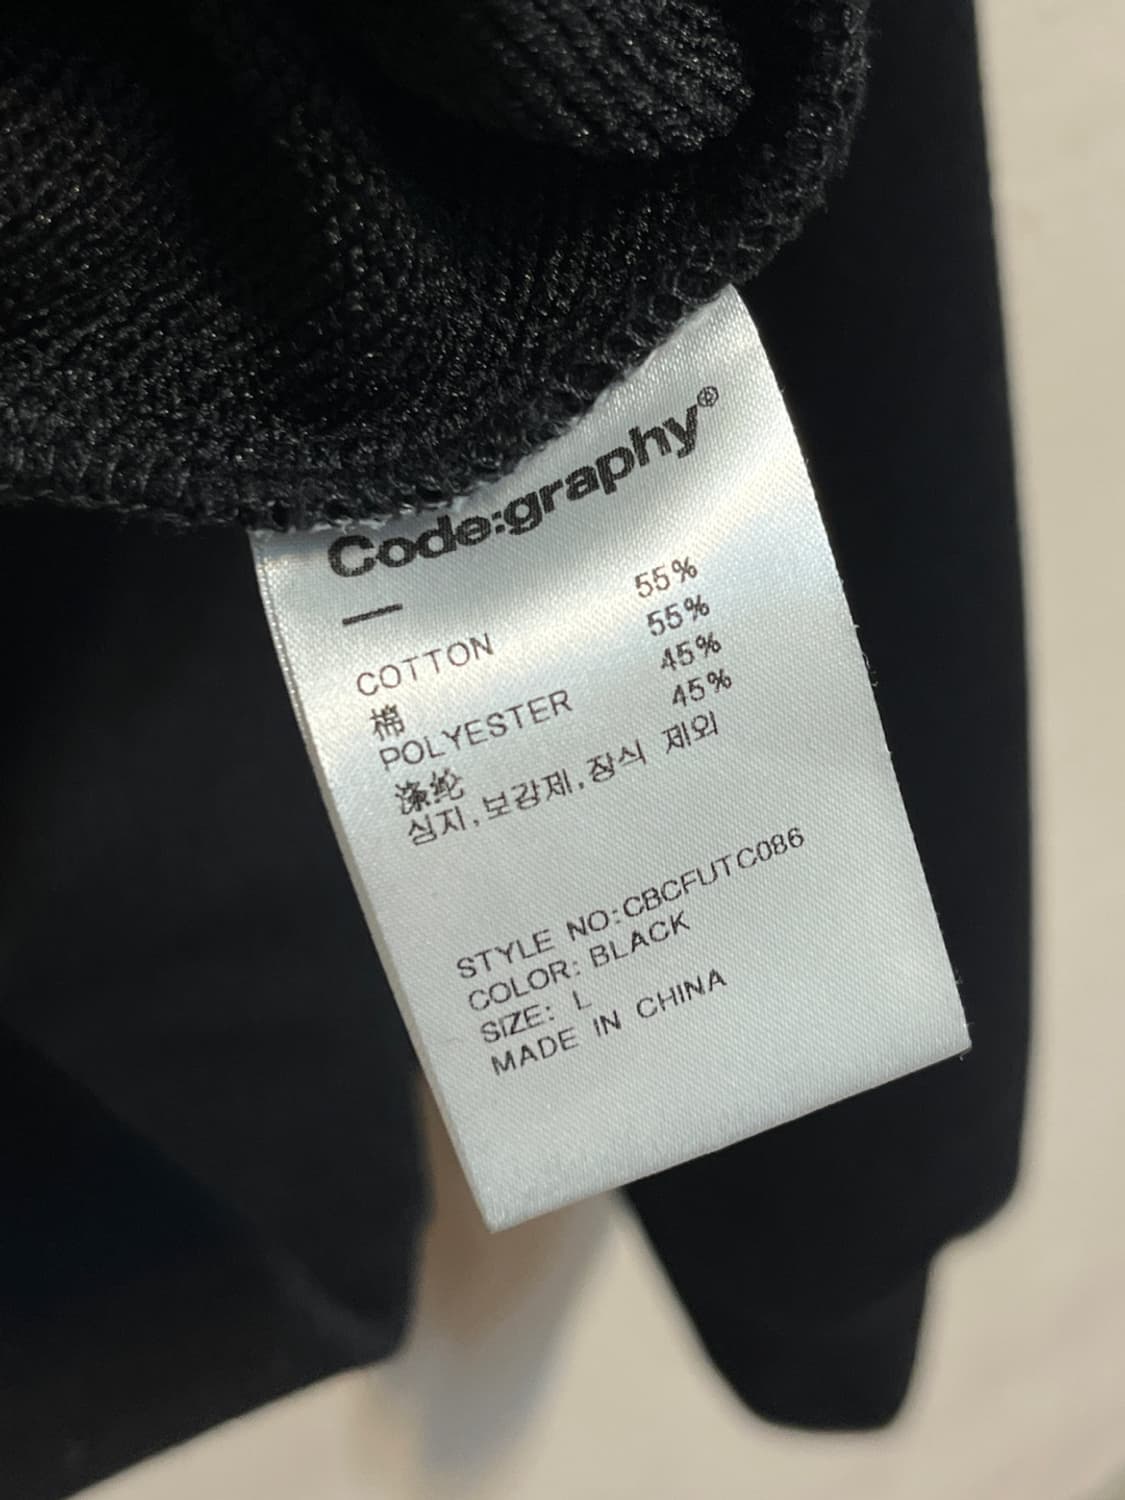 Code:graphy®
—
COTTON 55%
棉 55%
POLYESTER 45%
涤纶 45%
심지,보강제,장식 제외
STYLE NO:CBCFUTC086
COLOR: BLACK
SIZE: L
MADE IN CHINA